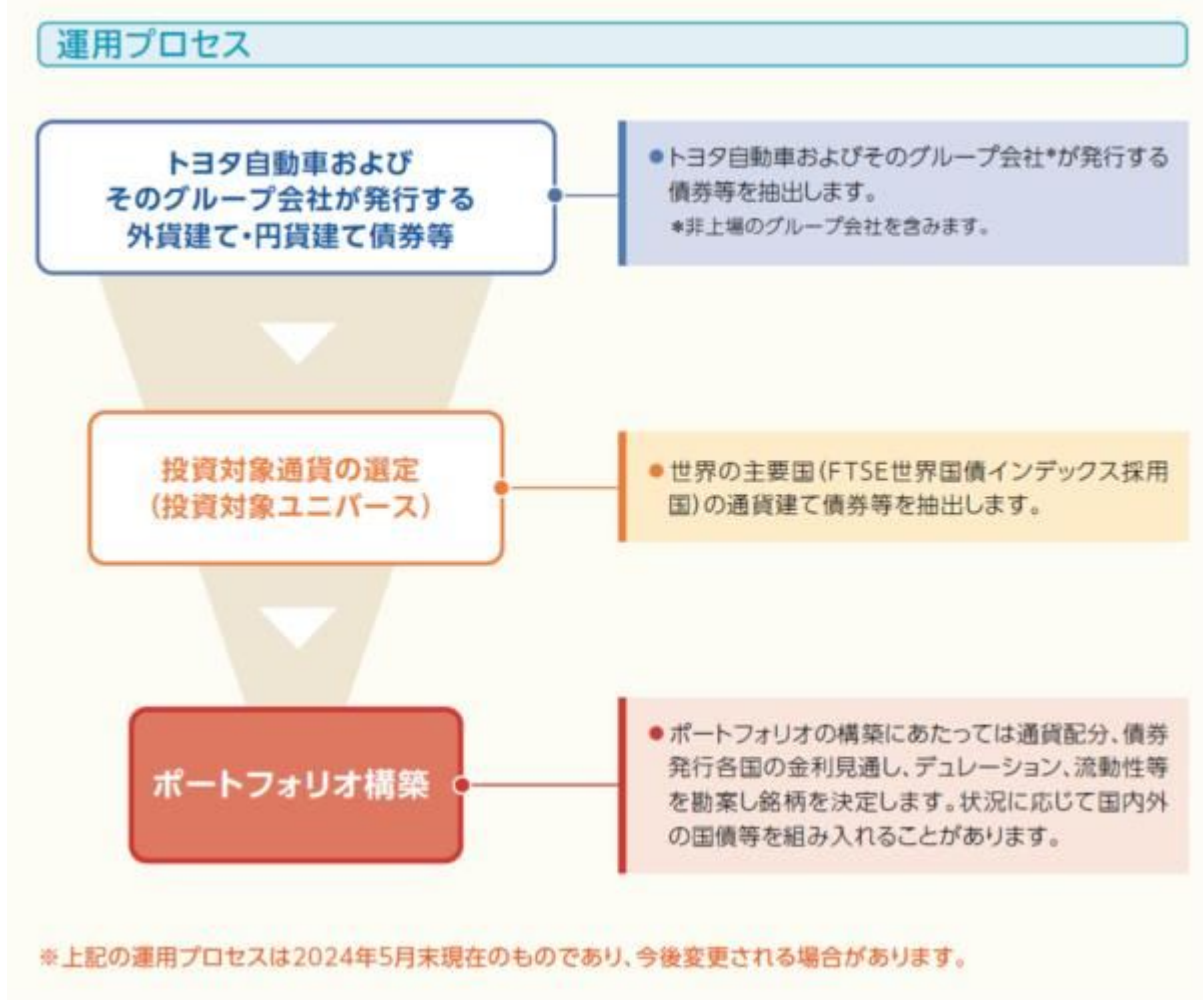 運用プロセス
トヨタ自動車および
そのグループ会社が発行する
外貨建て・円貨建て債券等
●トヨタ自動車およびそのグループ会社*が発行する
債券等を抽出します。
*非上場のグループ会社を含みます。
投資対象通貨の選定
(投資対象ユニバース)
●世界の主要国(FTSE世界国債インデックス採用
国)の通貨建て債券等を抽出します。
ポートフォリオ構築
●ポートフォリオの構築にあたっては通貨配分、債券
発行各国の金利見通し、デュレーション、流動性等
を勘案し銘柄を決定します。状況に応じて国内外
の国債等を組み入れることがあります。
※上記の運用プロセスは2024年5月末現在のものであり、今後変更される場合があります。